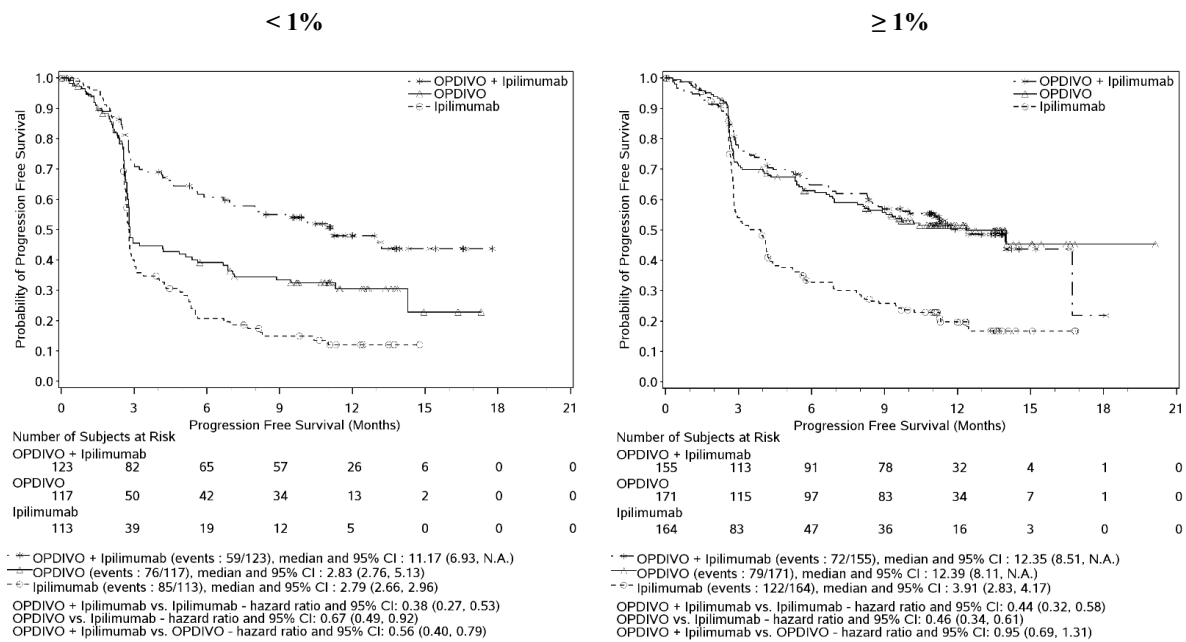 < 1%
OPDIVO + Ipilimumab
OPDIVO
Ipilimumab
Probability of Progression Free Survival
1.0
0.9
0.8
0.7
0.6
0.5
0.4
0.3
0.2
0.1
0.0
0 3 6 9 12 15 18 21
Progression Free Survival (Months)
Number of Subjects at Risk
OPDIVO + Ipilimumab
123 82 65 57 26 6 0 0
OPDIVO
117 50 42 34 13 2 0 0
Ipilimumab
113 39 19 12 5 0 0 0
OPDIVO + Ipilimumab (events : 59/123), median and 95% CI : 11.17 (6.93, N.A.)
OPDIVO (events : 76/117), median and 95% CI : 2.83 (2.76, 5.13)
Ipilimumab (events : 85/113), median and 95% CI : 2.79 (2.66, 2.96)
OPDIVO + Ipilimumab vs. Ipilimumab - hazard ratio and 95% CI: 0.38 (0.27, 0.53)
OPDIVO vs. Ipilimumab - hazard ratio and 95% CI: 0.67 (0.49, 0.92)
OPDIVO + Ipilimumab vs. OPDIVO - hazard ratio and 95% CI: 0.56 (0.40, 0.79)
≥ 1%
OPDIVO + Ipilimumab
OPDIVO
Ipilimumab
Probability of Progression Free Survival
1.0
0.9
0.8
0.7
0.6
0.5
0.4
0.3
0.2
0.1
0.0
0 3 6 9 12 15 18 21
Progression Free Survival (Months)
Number of Subjects at Risk
OPDIVO + Ipilimumab
155 113 91 78 32 4 1 0
OPDIVO
171 115 97 83 34 7 1 0
Ipilimumab
164 83 47 36 16 3 0 0
OPDIVO + Ipilimumab (events : 72/155), median and 95% CI : 12.35 (8.51, N.A.)
OPDIVO (events : 79/171), median and 95% CI : 12.39 (8.11, N.A.)
Ipilimumab (events : 122/164), median and 95% CI : 3.91 (2.83, 4.17)
OPDIVO + Ipilimumab vs. Ipilimumab - hazard ratio and 95% CI: 0.44 (0.32, 0.58)
OPDIVO vs. Ipilimumab - hazard ratio and 95% CI: 0.46 (0.34, 0.61)
OPDIVO + Ipilimumab vs. OPDIVO - hazard ratio and 95% CI: 0.95 (0.69, 1.31)